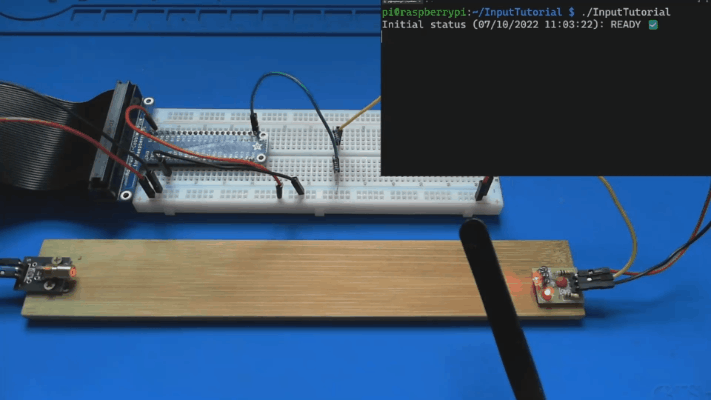 pi@raspberrypi:~/InputTutorial $ ./InputTutorial
Initial status (07/10/2022 11:03:22): READY ✅